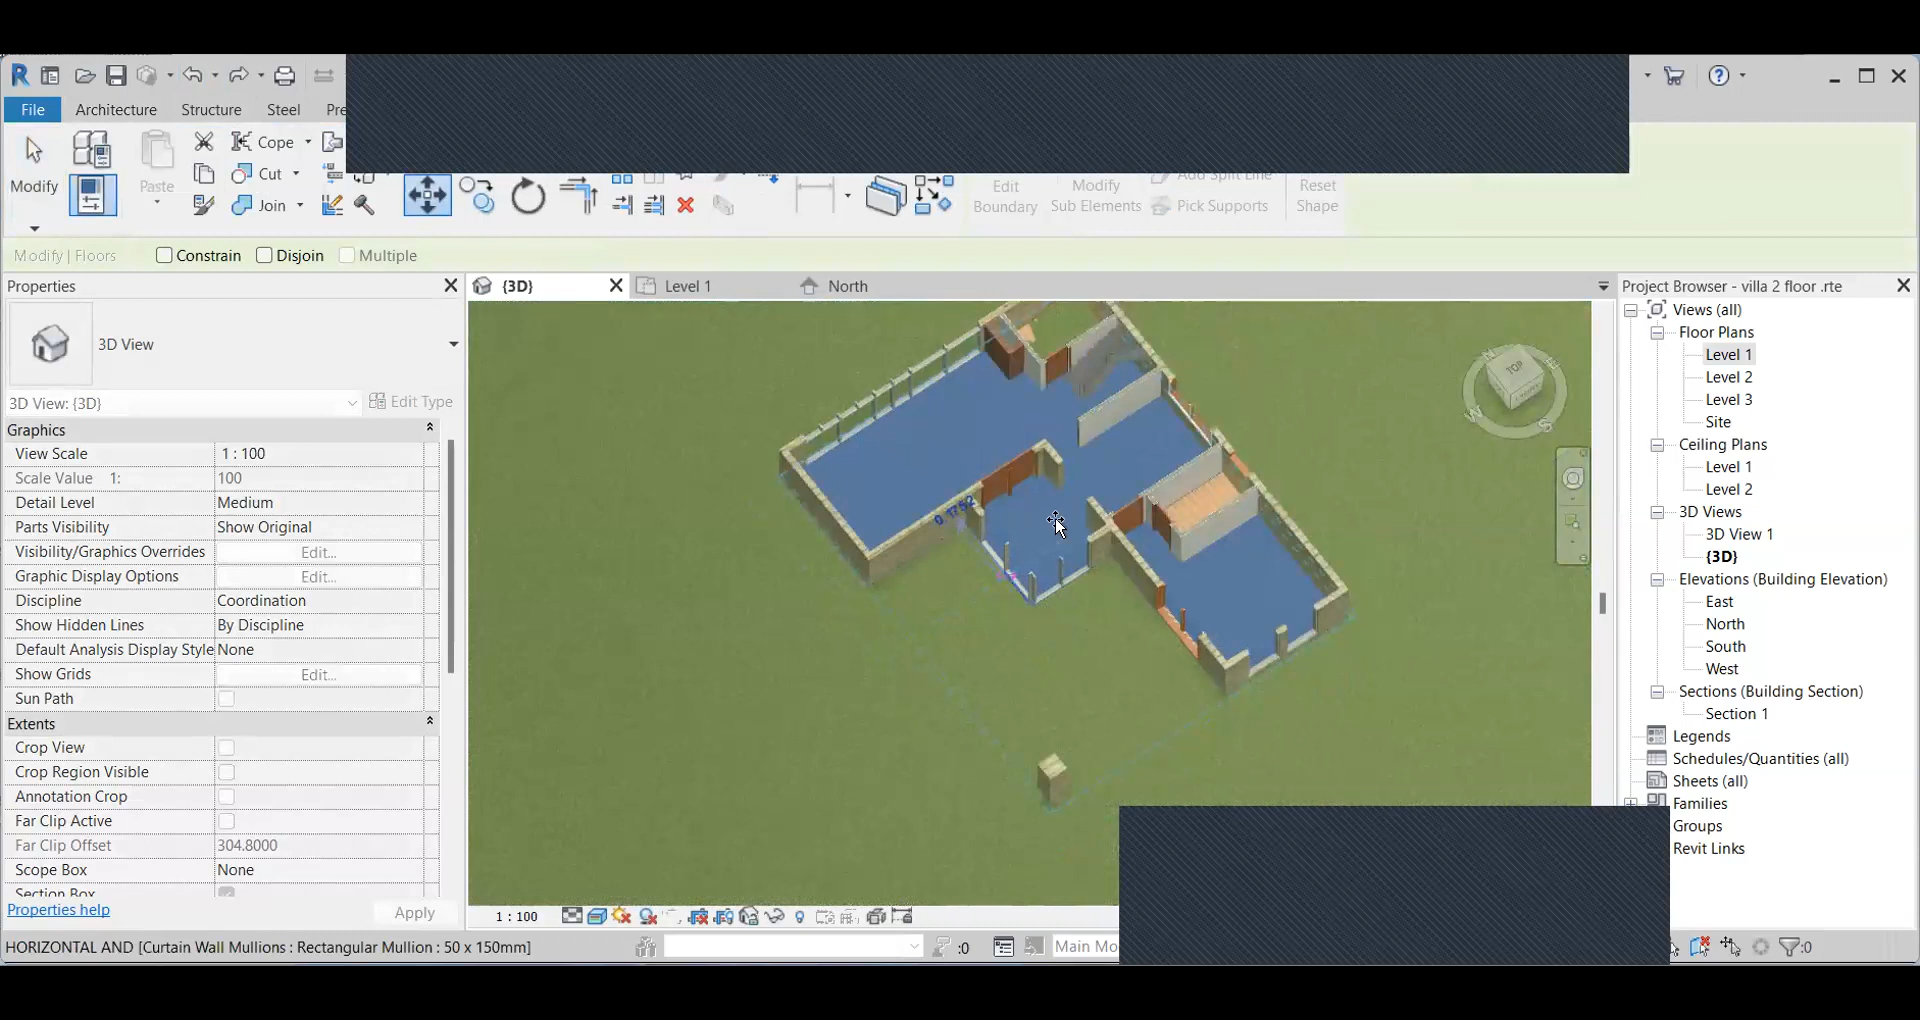 File Architecture Structure Steel
Modify Paste Cope
Cut
Join
Edit Boundary Modify Sub Elements Add Split Line Pick Supports Reset Shape
Modify | Floors Constrain Disjoin Multiple
Properties
3D View
3D View: {3D} Edit Type
Graphics
View Scale 1 : 100
Scale Value 1: 100
Detail Level Medium
Parts Visibility Show Original
Visibility/Graphics Overrides Edit...
Graphic Display Options Edit...
Discipline Coordination
Show Hidden Lines By Discipline
Default Analysis Display Style None
Show Grids Edit...
Sun Path
Extents
Crop View
Crop Region Visible
Annotation Crop
Far Clip Active
Far Clip Offset 304.8000
Scope Box None
Section Box
Properties help Apply
{3D} Level 1 North
TOP
1 : 100
HORIZONTAL AND [Curtain Wall Mullions : Rectangular Mullion : 50 x 150mm]
:0
Main Mo
:0
Project Browser - villa 2 floor .rte
Views (all)
Floor Plans
Level 1
Level 2
Level 3
Site
Ceiling Plans
Level 1
Level 2
3D Views
3D View 1
{3D}
Elevations (Building Elevation)
East
North
South
West
Sections (Building Section)
Section 1
Legends
Schedules/Quantities (all)
Sheets (all)
Families
Groups
Revit Links